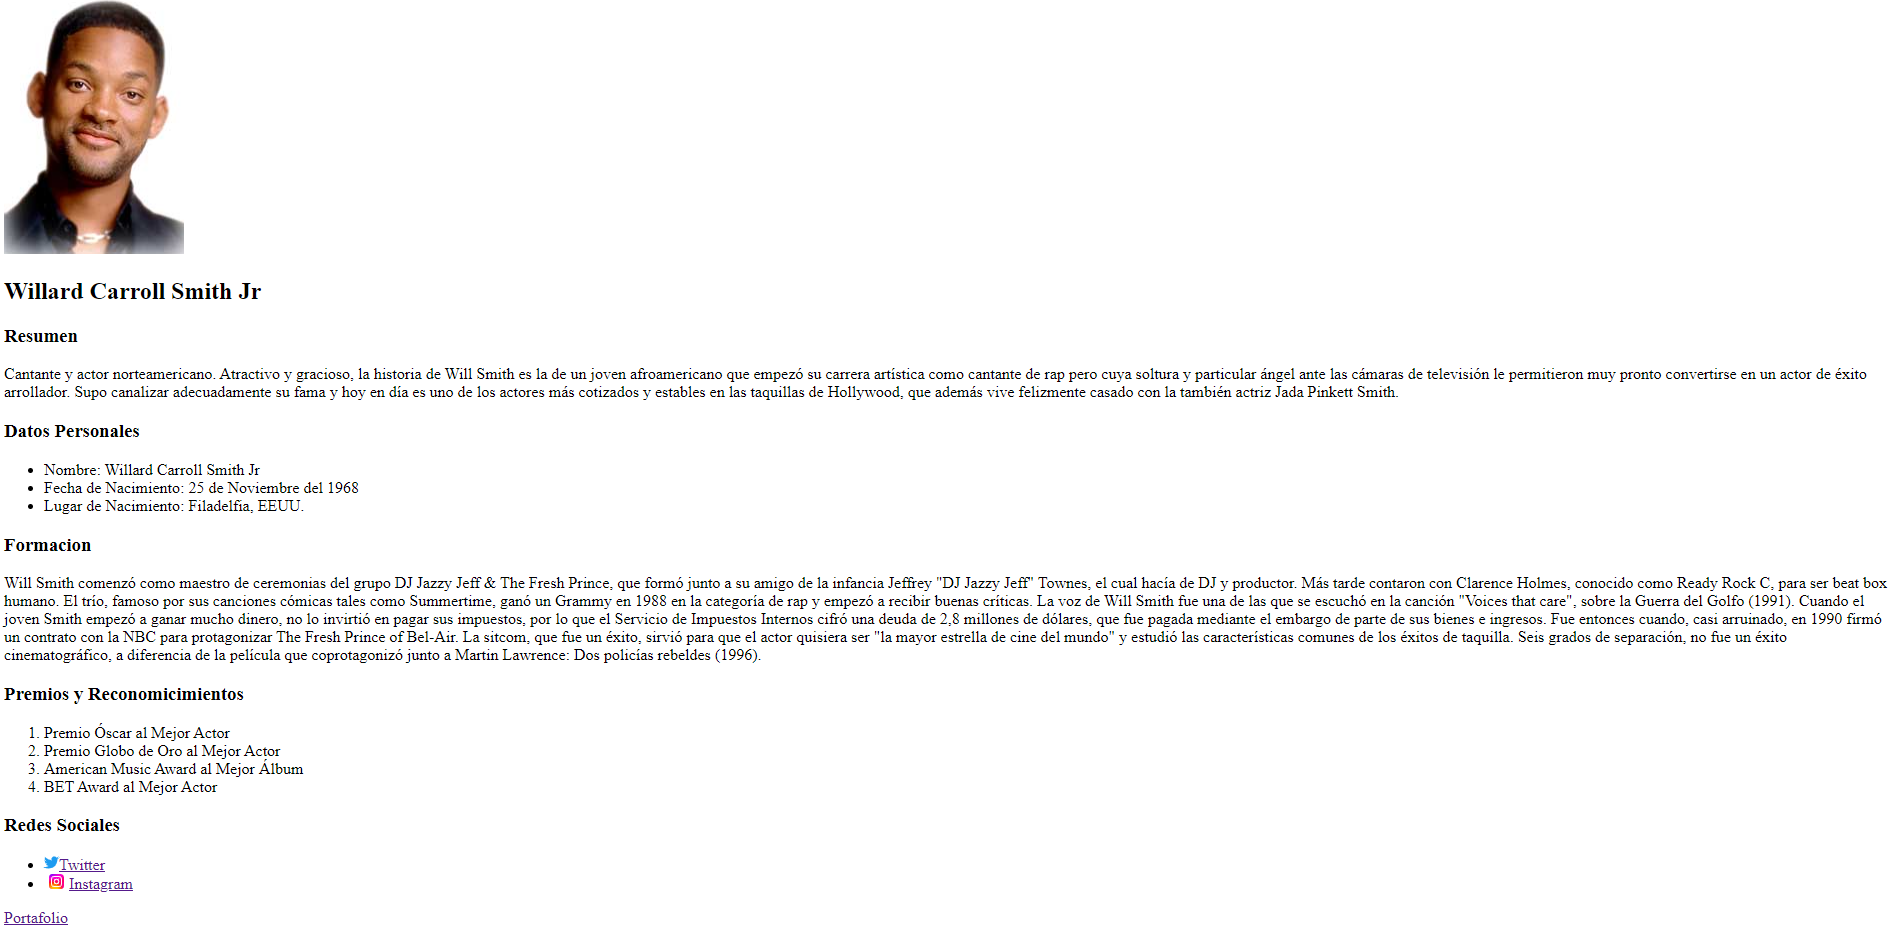 Willard Carroll Smith Jr
Resumen
Cantante y actor norteamericano. Atractivo y gracioso, la historia de Will Smith es la de un joven afroamericano que empezó su carrera artística como cantante de rap pero cuya soltura y particular ángel ante las cámaras de televisión le permitieron muy pronto convertirse en un actor de éxito
arrollador. Supo canalizar adecuadamente su fama y hoy en día es uno de los actores más cotizados y estables en las taquillas de Hollywood, que además vive felizmente casado con la también actriz Jada Pinkett Smith.
Datos Personales
• Nombre: Willard Carroll Smith Jr
• Fecha de Nacimiento: 25 de Noviembre del 1968
• Lugar de Nacimiento: Filadelfia, EEUU.
Formacion
Will Smith comenzó como maestro de ceremonias del grupo DJ Jazzy Jeff & The Fresh Prince, que formó junto a su amigo de la infancia Jeffrey "DJ Jazzy Jeff" Townes, el cual hacía de DJ y productor. Más tarde contaron con Clarence Holmes, conocido como Ready Rock C, para ser beat box
humano. El trío, famoso por sus canciones cómicas tales como Summertime, ganó un Grammy en 1988 en la categoría de rap y empezó a recibir buenas críticas. La voz de Will Smith fue una de las que se escuchó en la canción "Voices that care", sobre la Guerra del Golfo (1991). Cuando el
joven Smith empezó a ganar mucho dinero, no lo invirtió en pagar sus impuestos, por lo que el Servicio de Impuestos Internos cifró una deuda de 2,8 millones de dólares, que fue pagada mediante el embargo de parte de sus bienes e ingresos. Fue entonces cuando, casi arruinado, en 1990 firmó
un contrato con la NBC para protagonizar The Fresh Prince of Bel-Air. La sitcom, que fue un éxito, sirvió para que el actor quisiera ser "la mayor estrella de cine del mundo" y estudió las características comunes de los éxitos de taquilla. Seis grados de separación, no fue un éxito
cinematográfico, a diferencia de la película que coprotagonizó junto a Martin Lawrence: Dos policías rebeldes (1996).
Premios y Reconomicimientos
1. Premio Óscar al Mejor Actor
2. Premio Globo de Oro al Mejor Actor
3. American Music Award al Mejor Álbum
4. BET Award al Mejor Actor
Redes Sociales
• Twitter
• Instagram
Portafolio